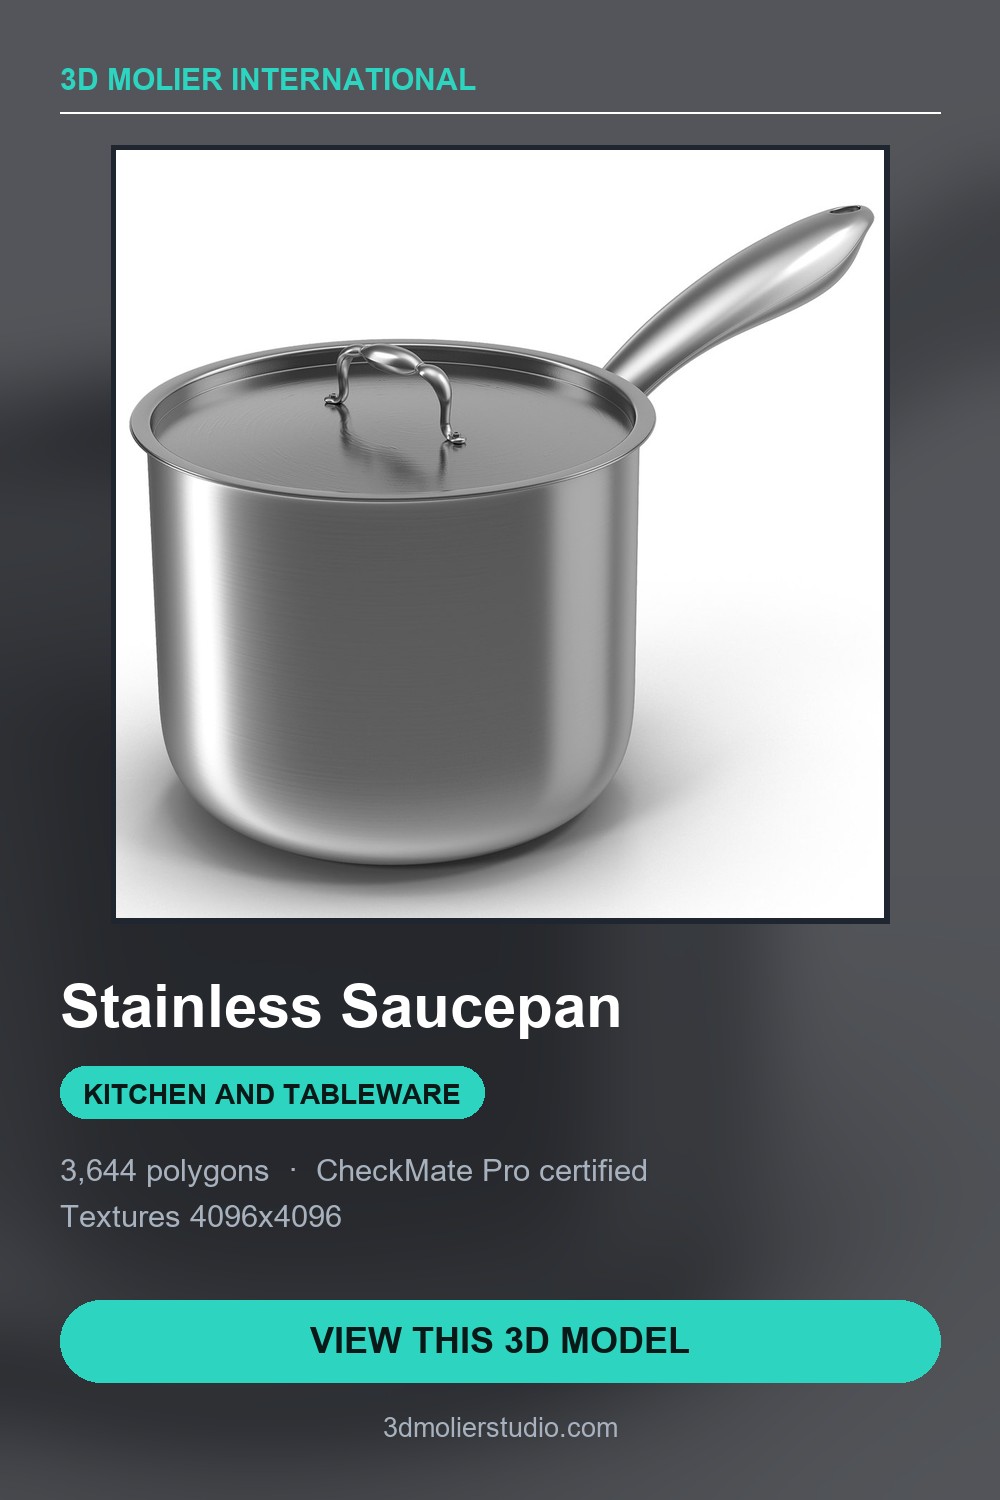 3D MOLIER INTERNATIONAL
Stainless Saucepan
KITCHEN AND TABLEWARE
3,644 polygons · CheckMate Pro certified
Textures 4096x4096
VIEW THIS 3D MODEL
3dmolierstudio.com